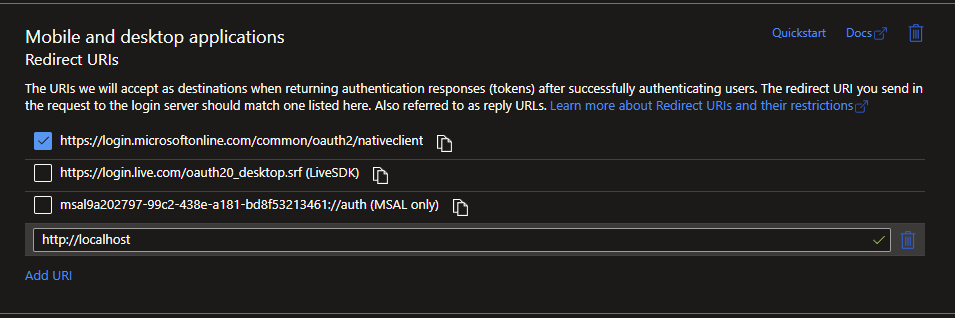 Mobile and desktop applications
Quickstart
Docs
Redirect URIs
The URIs we will accept as destinations when returning authentication responses (tokens) after successfully authenticating users. The redirect URI you send in
the request to the login server should match one listed here. Also referred to as reply URLs. Learn more about Redirect URIs and their restrictions
https://login.microsoftonline.com/common/oauth2/nativeclient
https://login.live.com/oauth20_desktop.srf (LiveSDK)
msal9a202797-99c2-438e-a181-bd8f53213461://auth (MSAL only)
http://localhost
Add URI